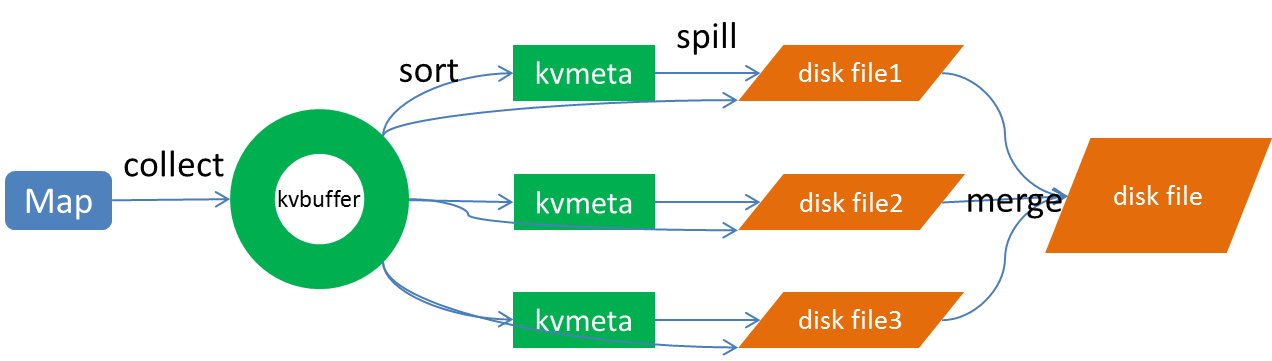 Map
collect
kvbuffer
sort
kvmeta
spill
disk file1
kvmeta
disk file2
kvmeta
disk file3
merge
disk file